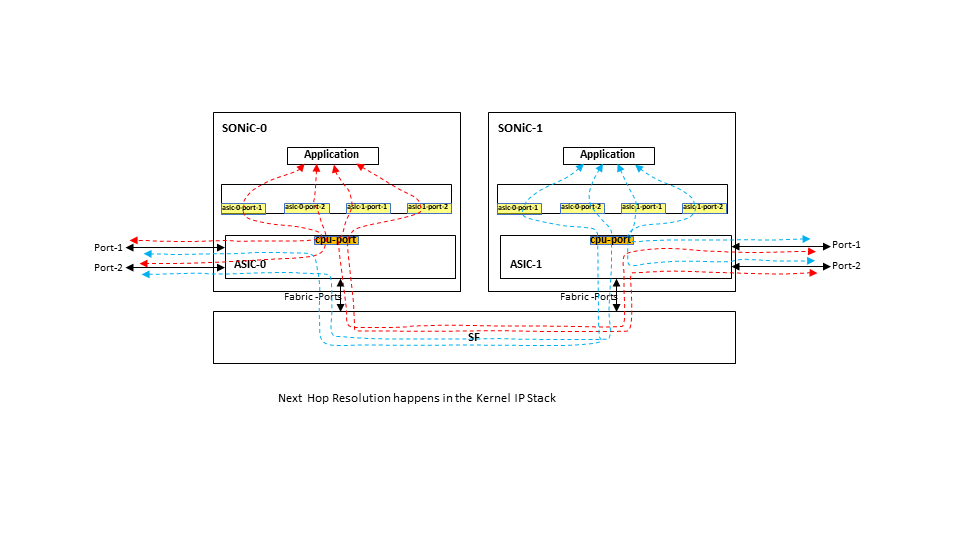 SONiC-0
SONiC-1
Application
Application
asic-0-port-1
asic-0-port-2
asic-1-port-1
asic-1-port-2
asic-0-port-1
asic-0-port-2
asic-1-port-1
asic-1-port-2
cpu-port
cpu-port
Port-1
Port-2
ASIC-0
ASIC-1
Port-1
Port-2
Fabric -Ports
Fabric -Ports
SF
Next Hop Resolution happens in the Kernel IP Stack